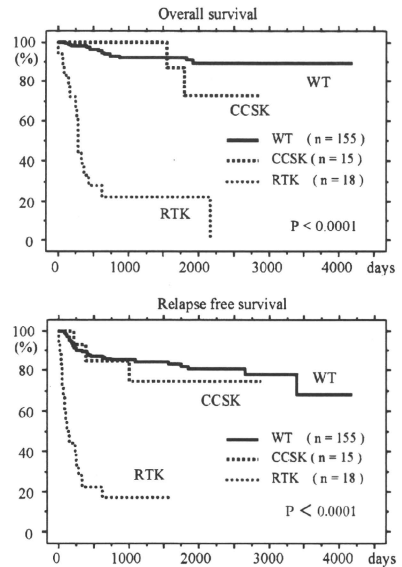 Overall survival
100
(%)
80
60
40
20
0
WT
CCSK
WT ( n = 155 )
CCSK ( n = 15 )
RTK ( n = 18 )
RTK
P < 0.0001
0 1000 2000 3000 4000 days
Relapse free survival
100
(%)
80
60
40
20
0
WT
CCSK
WT ( n = 155 )
CCSK ( n = 15 )
RTK ( n = 18 )
RTK
P < 0.0001
0 1000 2000 3000 4000 days